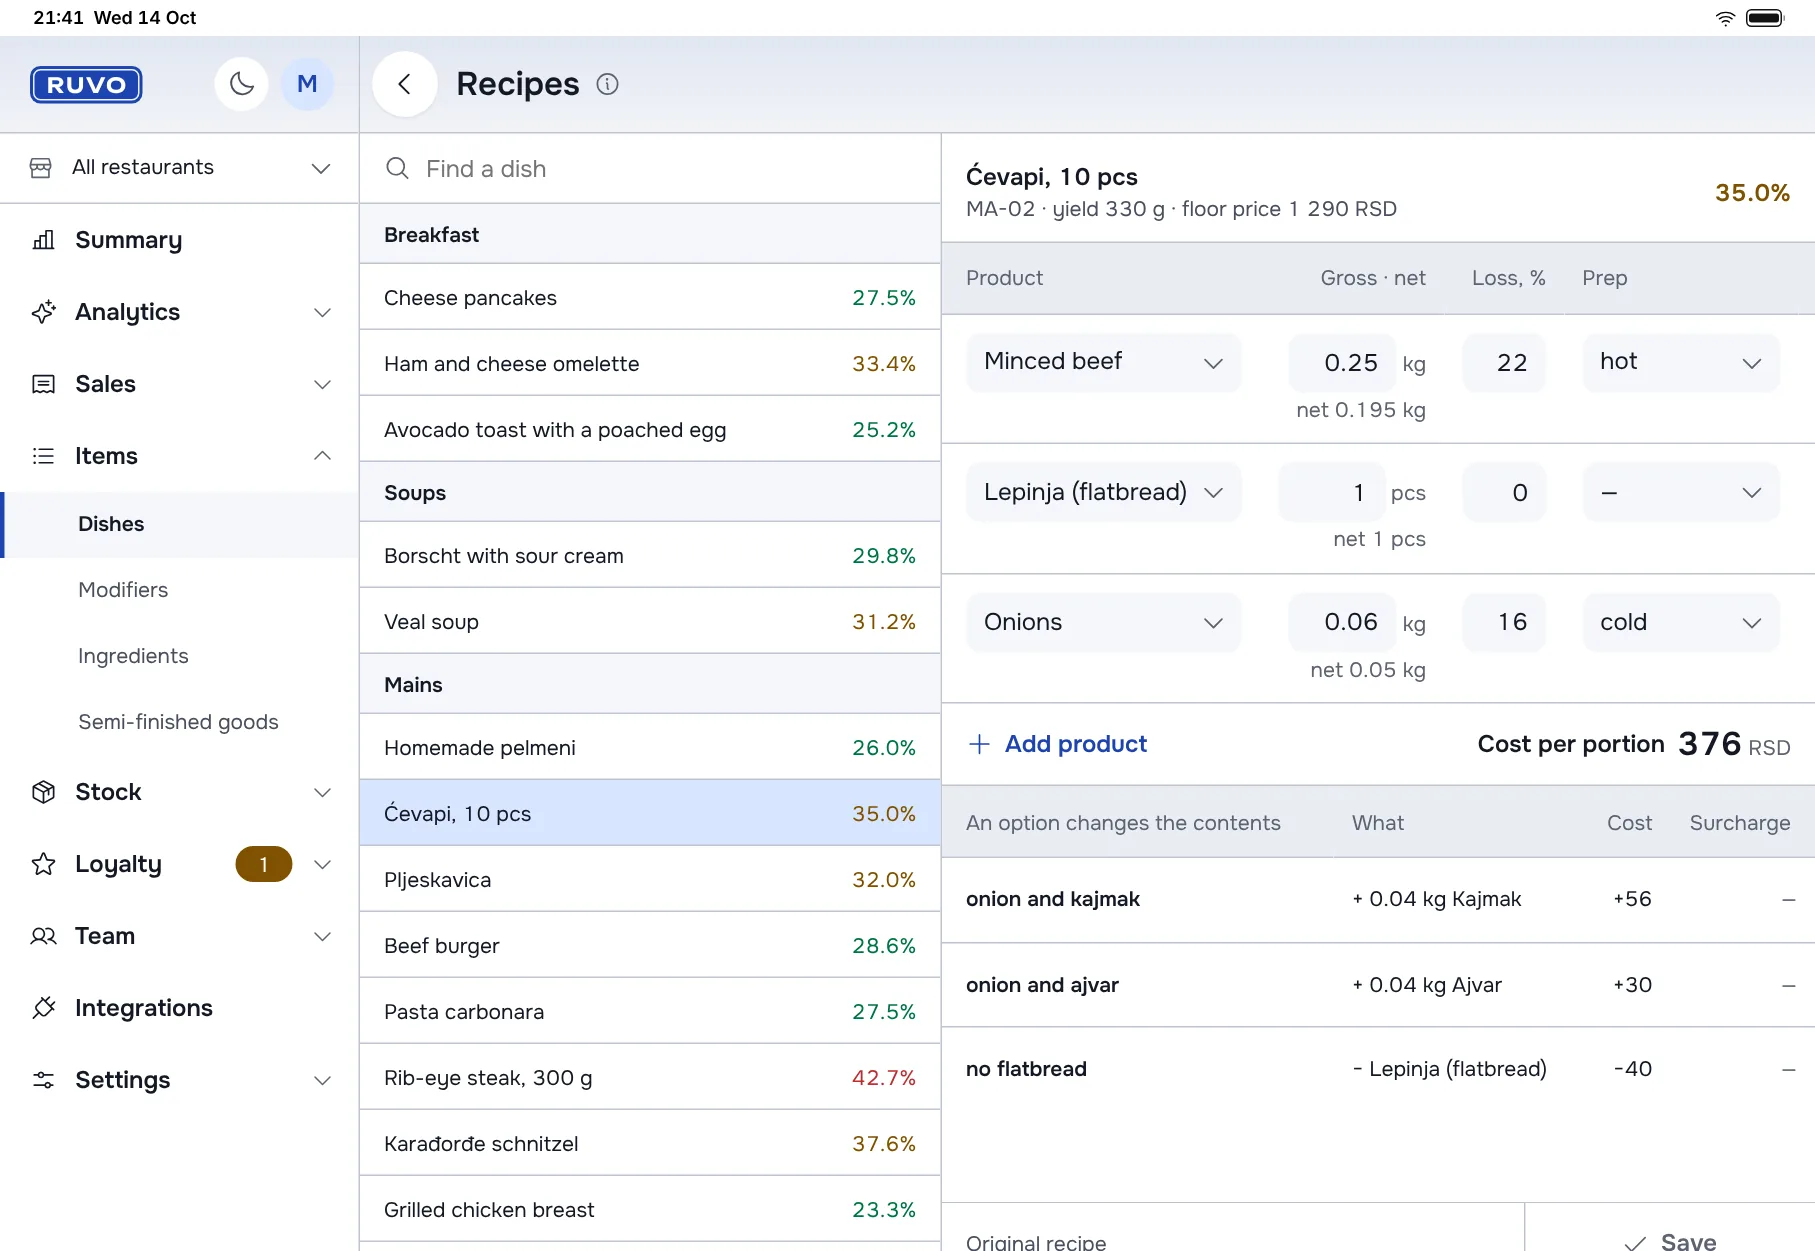 21:41 Wed 14 Oct
RUVO
M
Recipes
All restaurants
Summary
Analytics
Sales
Items
Dishes
Modifiers
Ingredients
Semi-finished goods
Stock
Loyalty 1
Team
Integrations
Settings
Find a dish
Breakfast
Cheese pancakes 27.5%
Ham and cheese omelette 33.4%
Avocado toast with a poached egg 25.2%
Soups
Borscht with sour cream 29.8%
Veal soup 31.2%
Mains
Homemade pelmeni 26.0%
Ćevapi, 10 pcs 35.0%
Pljeskavica 32.0%
Beef burger 28.6%
Pasta carbonara 27.5%
Rib-eye steak, 300 g 42.7%
Karađorđe schnitzel 37.6%
Grilled chicken breast 23.3%
Ćevapi, 10 pcs
MA-02 · yield 330 g · floor price 1 290 RSD
35.0%
Product Gross · net Loss, % Prep
Minced beef 0.25 kg 22 hot
net 0.195 kg
Lepinja (flatbread) 1 pcs 0 –
net 1 pcs
Onions 0.06 kg 16 cold
net 0.05 kg
+ Add product Cost per portion 376 RSD
An option changes the contents What Cost Surcharge
onion and kajmak + 0.04 kg Kajmak +56 –
onion and ajvar + 0.04 kg Ajvar +30 –
no flatbread − Lepinja (flatbread) −40 –
Original recipe Save